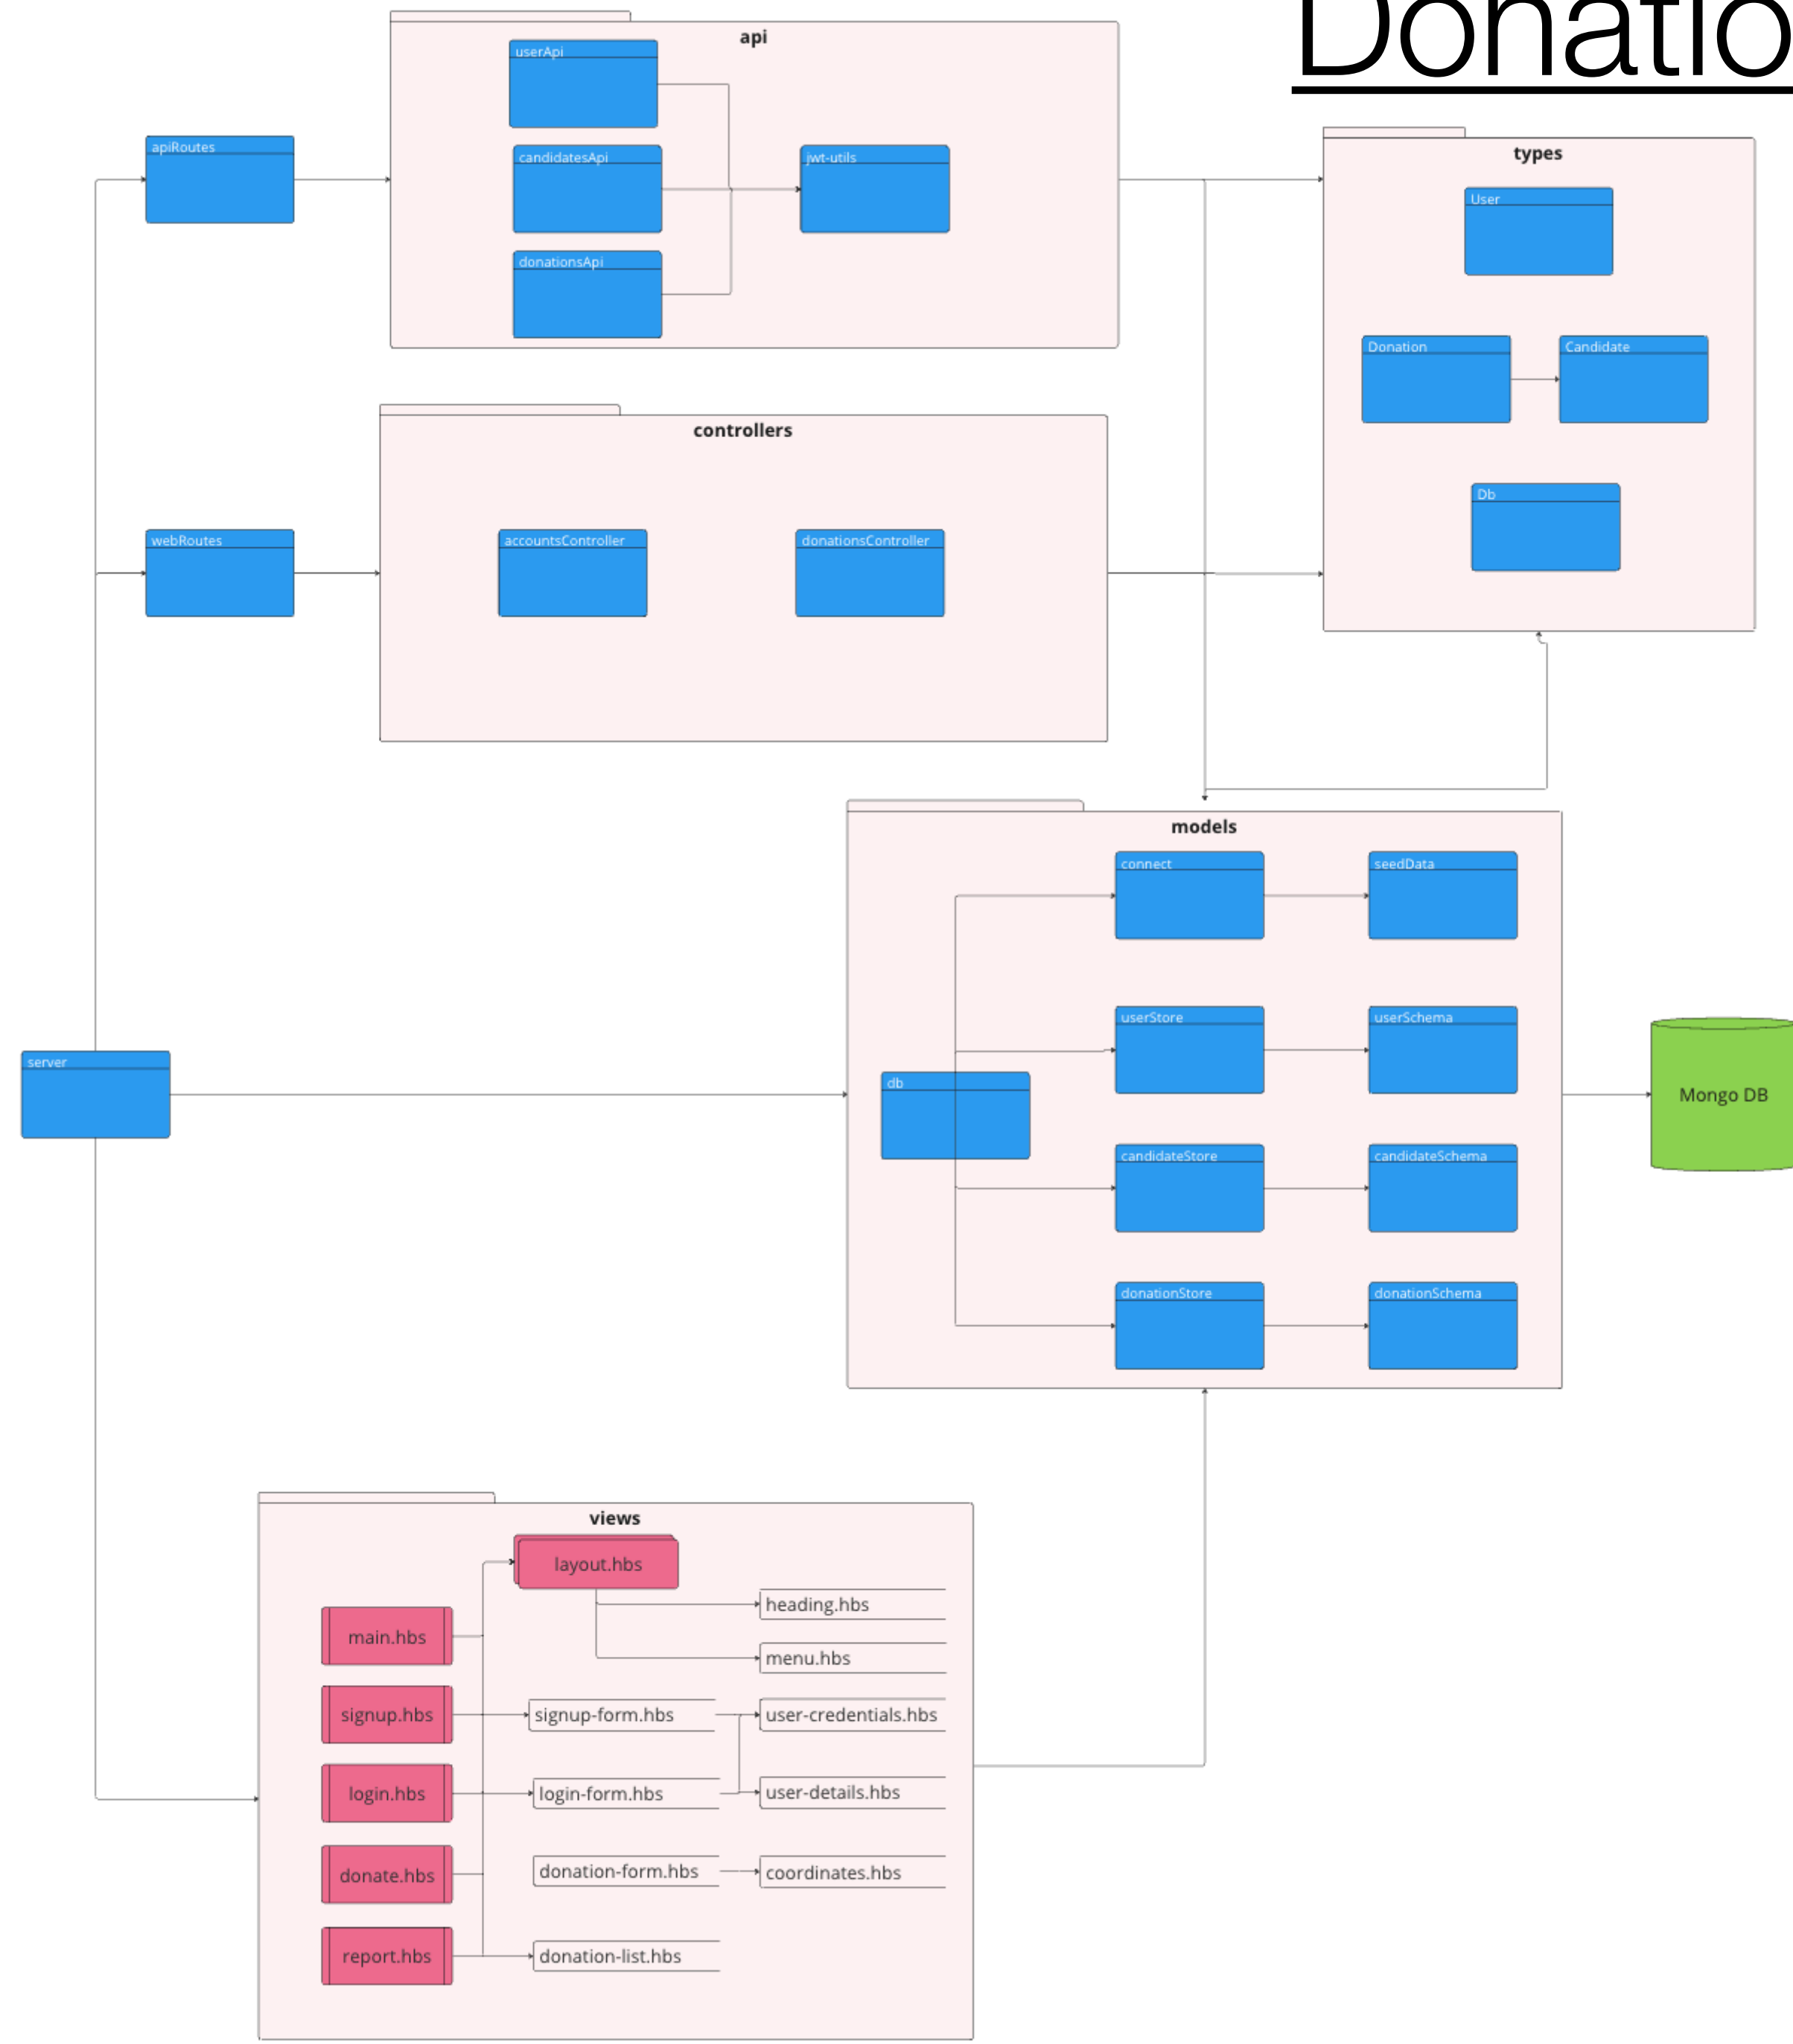 Donatio
api
userApi
apiRoutes
candidatesApi
jwt-utils
donationsApi
types
User
Donation
Candidate
Db
controllers
webRoutes
accountsController
donationsController
models
connect
seedData
userStore
userSchema
server
db
Mongo DB
candidateStore
candidateSchema
donationStore
donationSchema
views
layout.hbs
heading.hbs
main.hbs
menu.hbs
signup.hbs
signup-form.hbs
user-credentials.hbs
login.hbs
login-form.hbs
user-details.hbs
donate.hbs
donation-form.hbs
coordinates.hbs
report.hbs
donation-list.hbs